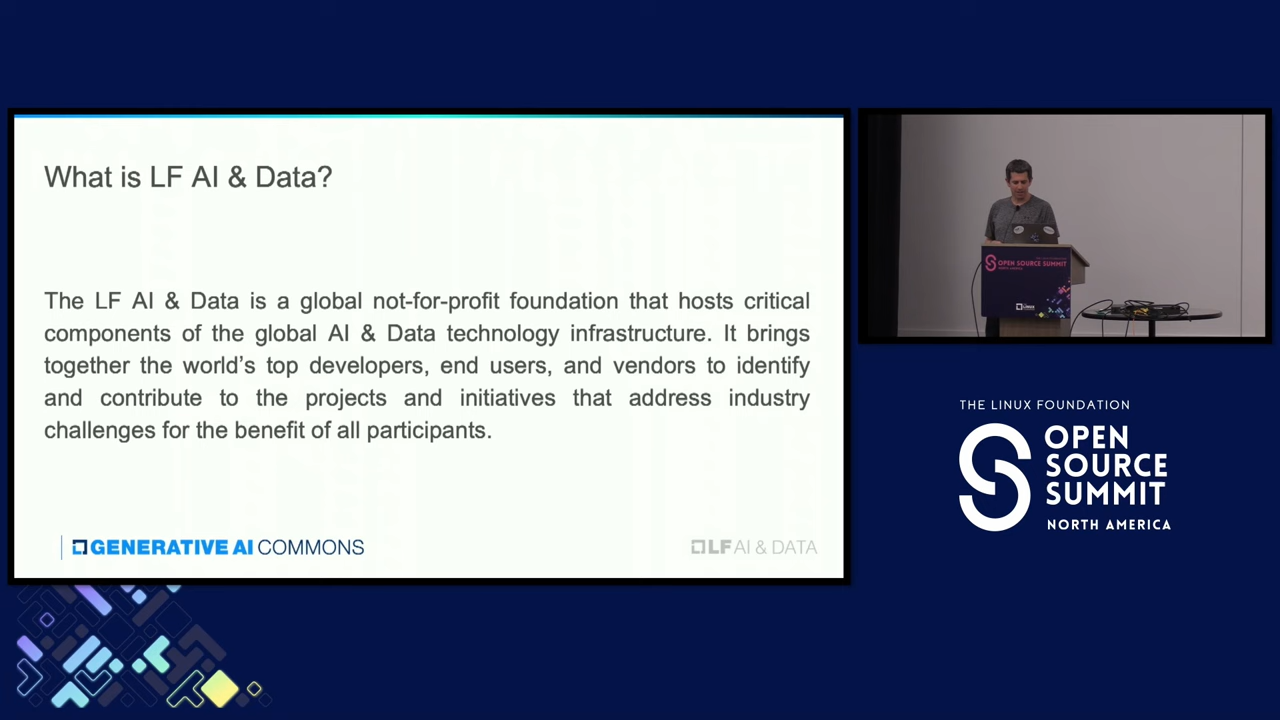 What is LF AI & Data?
The LF AI & Data is a global not-for-profit foundation that hosts critical
components of the global AI & Data technology infrastructure. It brings
together the world's top developers, end users, and vendors to identify
and contribute to the projects and initiatives that address industry
challenges for the benefit of all participants.
GENERATIVE AI COMMONS
LF AI & DATA
OPEN SOURCE SUMMIT
THE LINUX FOUNDATION
OPEN
SOURCE
SUMMIT
NORTH AMERICA